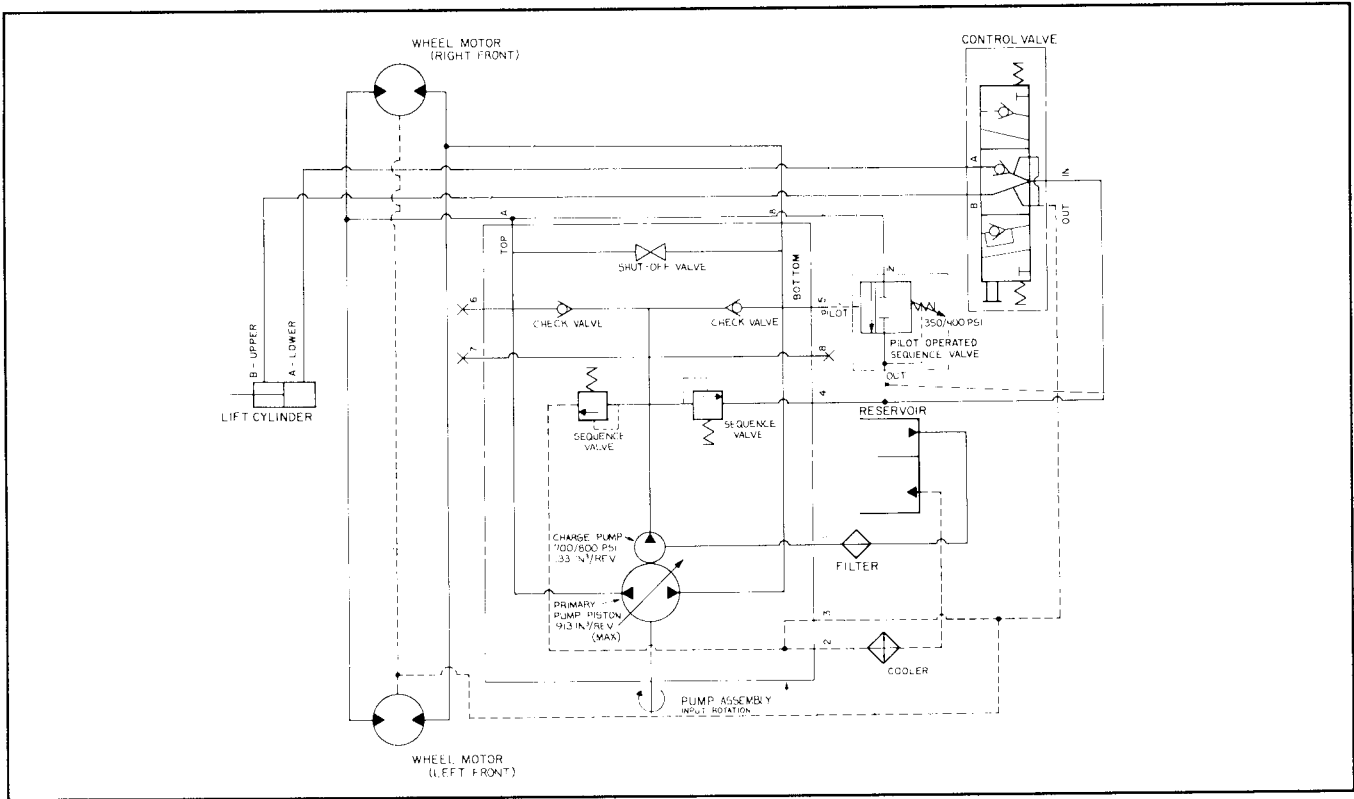 WHEEL MOTOR
(RIGHT FRONT)
CONTROL VALVE
A
B
IN
OUT
A
B
TOP
SHUT-OFF VALVE
BOTTOM
6
CHECK VALVE
CHECK VALVE
5
PILOT
IN
350/400 PSI
PILOT OPERATED
SEQUENCE VALVE
OUT
7
8
B - UPPER
A - LOWER
LIFT CYLINDER
SEQUENCE
VALVE
SEQUENCE
VALVE
4
RESERVOIR
CHARGE PUMP
700/800 PSI
.33 IN³/REV
1
FILTER
PRIMARY
PUMP PISTON
.913 IN³/REV
(MAX)
3
2
COOLER
PUMP ASSEMBLY
INPUT ROTATION
WHEEL MOTOR
(LEFT FRONT)